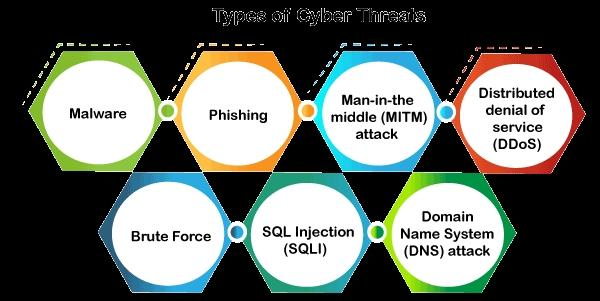 Types of Cyber Threats
Malware
Phishing
Man-in-the
middle (MITM)
attack
Distributed
denial of
service
(DDoS)
Brute Force
SQL Injection
(SQLI)
Domain
Name System
(DNS) attack